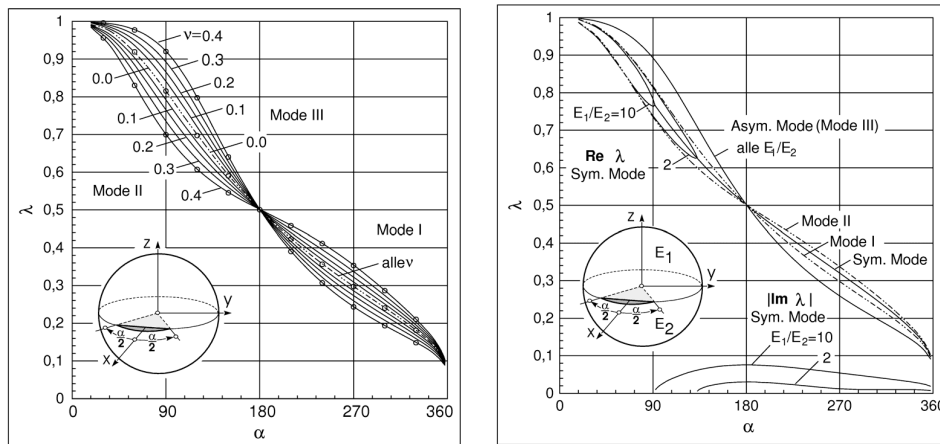 1
0,9
0,8
0,7
0,6
0,5
0,4
0,3
0,2
0,1
0
λ
0 90 180 270 360
α
ν=0.4
0.3
0.2
0.1
0.0
Mode III
0.0
0.1
0.2
0.3
0.4
Mode II
Mode I
alle ν
z
y
x
α/2 α/2
1
0,9
0,8
0,7
0,6
0,5
0,4
0,3
0,2
0,1
0
λ
0 90 180 270 360
α
E1/E2=10
2
Asym. Mode (Mode III)
alle E1/E2
Re λ
Sym. Mode
Mode II
Mode I
Sym. Mode
|Im λ|
Sym. Mode
E1/E2=10
2
z
E1
y
E2
x
α/2 α/2